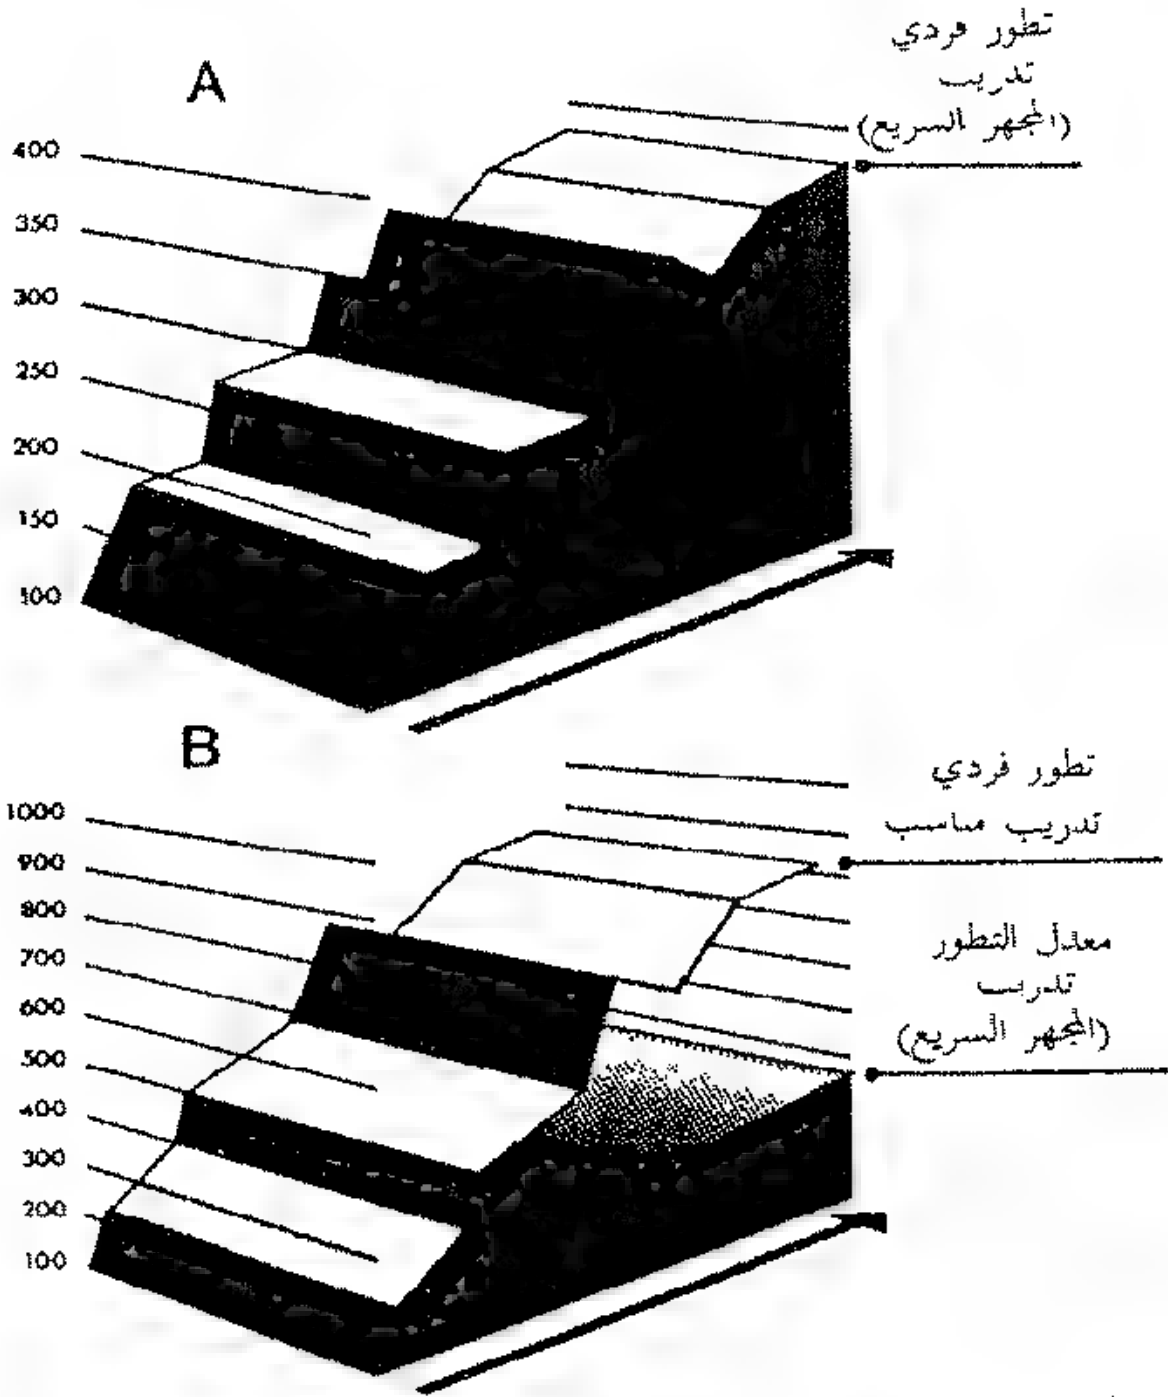 A
تطور فردي
تدريب
(المجهر السريع)
400
350
300
250
200
150
100
B
تطور فردي
تدريب مناسب
معدل التطور
تدريب
(المجهر السريع)
1000
900
800
700
600
500
400
300
200
100